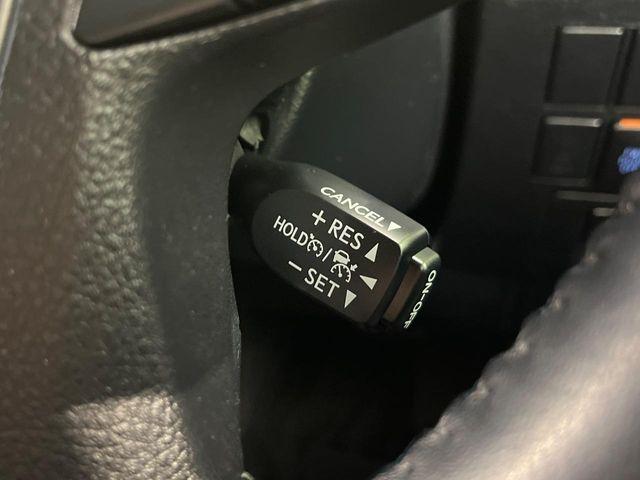 CANCEL▼
+ RES ▲
HOLD / ◀
− SET ▼
ON-OFF